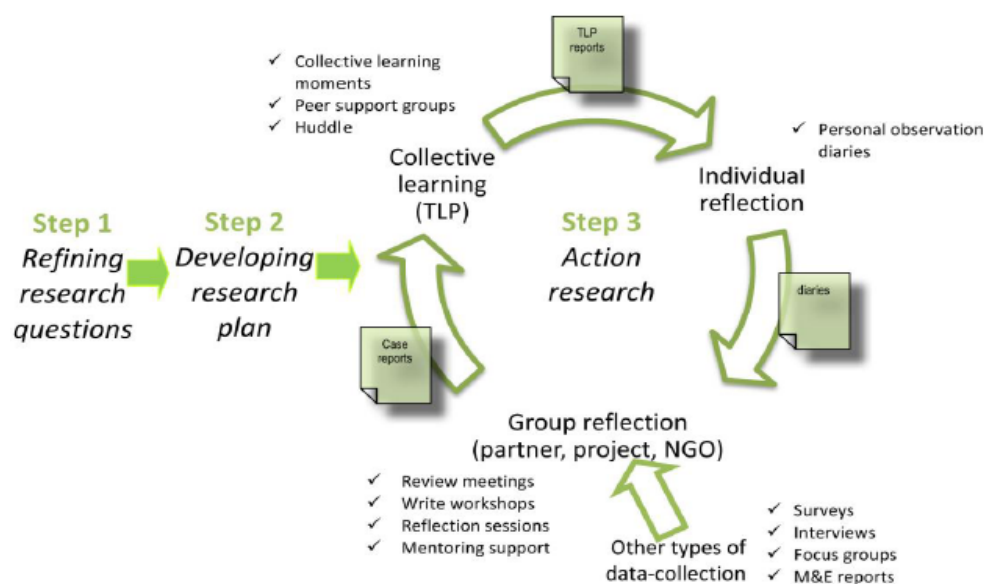 Step 1
Refining
research
questions
Step 2
Developing
research
plan
✓ Collective learning
moments
✓ Peer support groups
✓ Huddle
Collective
learning
(TLP)
TLP
reports
✓ Personal observation
diaries
Individual
reflection
Step 3
Action
research
diaries
Case
reports
Group reflection
(partner, project, NGO)
✓ Review meetings
✓ Write workshops
✓ Reflection sessions
✓ Mentoring support
Other types of
data-collection
✓ Surveys
✓ Interviews
✓ Focus groups
✓ M&E reports